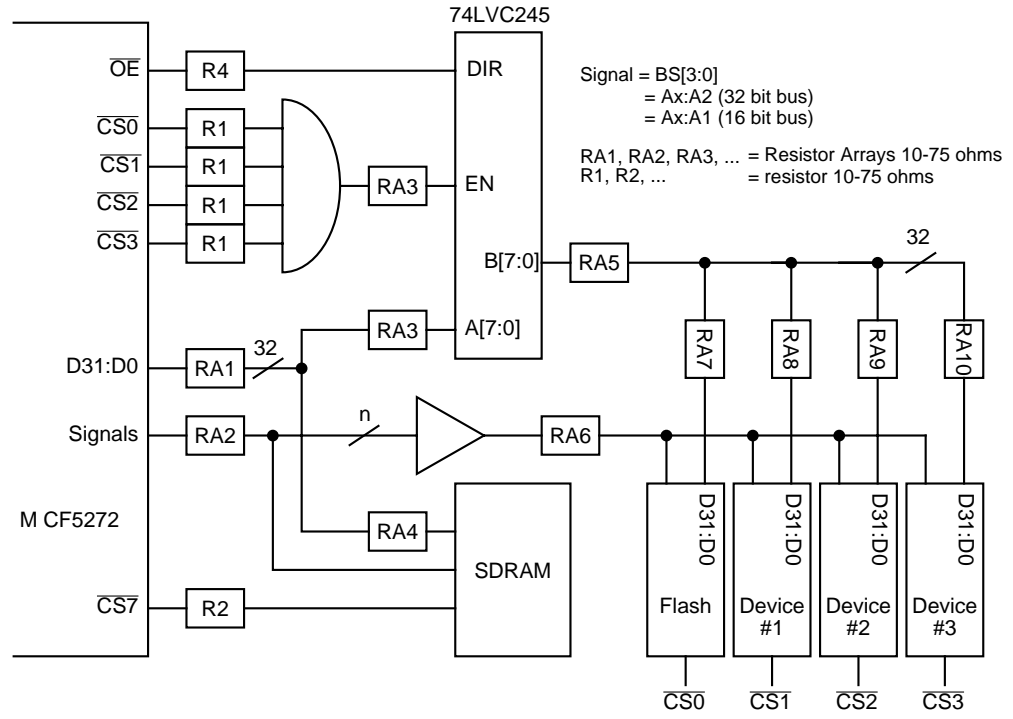 74LVC245
OE
R4
DIR
Signal = BS[3:0]
= Ax:A2 (32 bit bus)
= Ax:A1 (16 bit bus)
CS0
R1
CS1
R1
RA1, RA2, RA3, ... = Resistor Arrays 10-75 ohms
R1, R2, ... = resistor 10-75 ohms
RA3
EN
CS2
R1
CS3
R1
B[7:0]
RA5
32
RA3
A[7:0]
RA7
RA8
RA9
RA10
D31:D0
RA1
32
Signals
RA2
n
RA6
M CF5272
RA4
SDRAM
D31:D0
D31:D0
D31:D0
D31:D0
CS7
R2
Flash
Device
#1
Device
#2
Device
#3
CS0
CS1
CS2
CS3